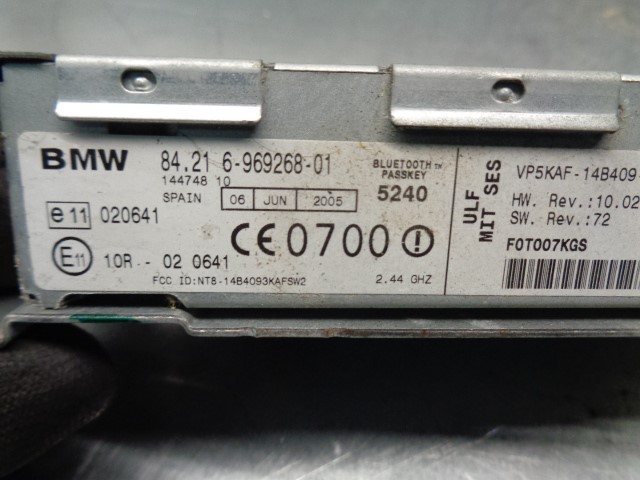 BMW 84.21 6-969268-01
144748 10
SPAIN 06 JUN 2005
BLUETOOTH™
PASSKEY
5240
e11 020641
CE0700
E11 10R - 02 0641
FCC ID:NT8-14B4093KAFSW2 2.44 GHZ
ULF
MIT SES
VP5KAF-14B409
HW. Rev.:10.02
SW. Rev.:72
F0T007KGS